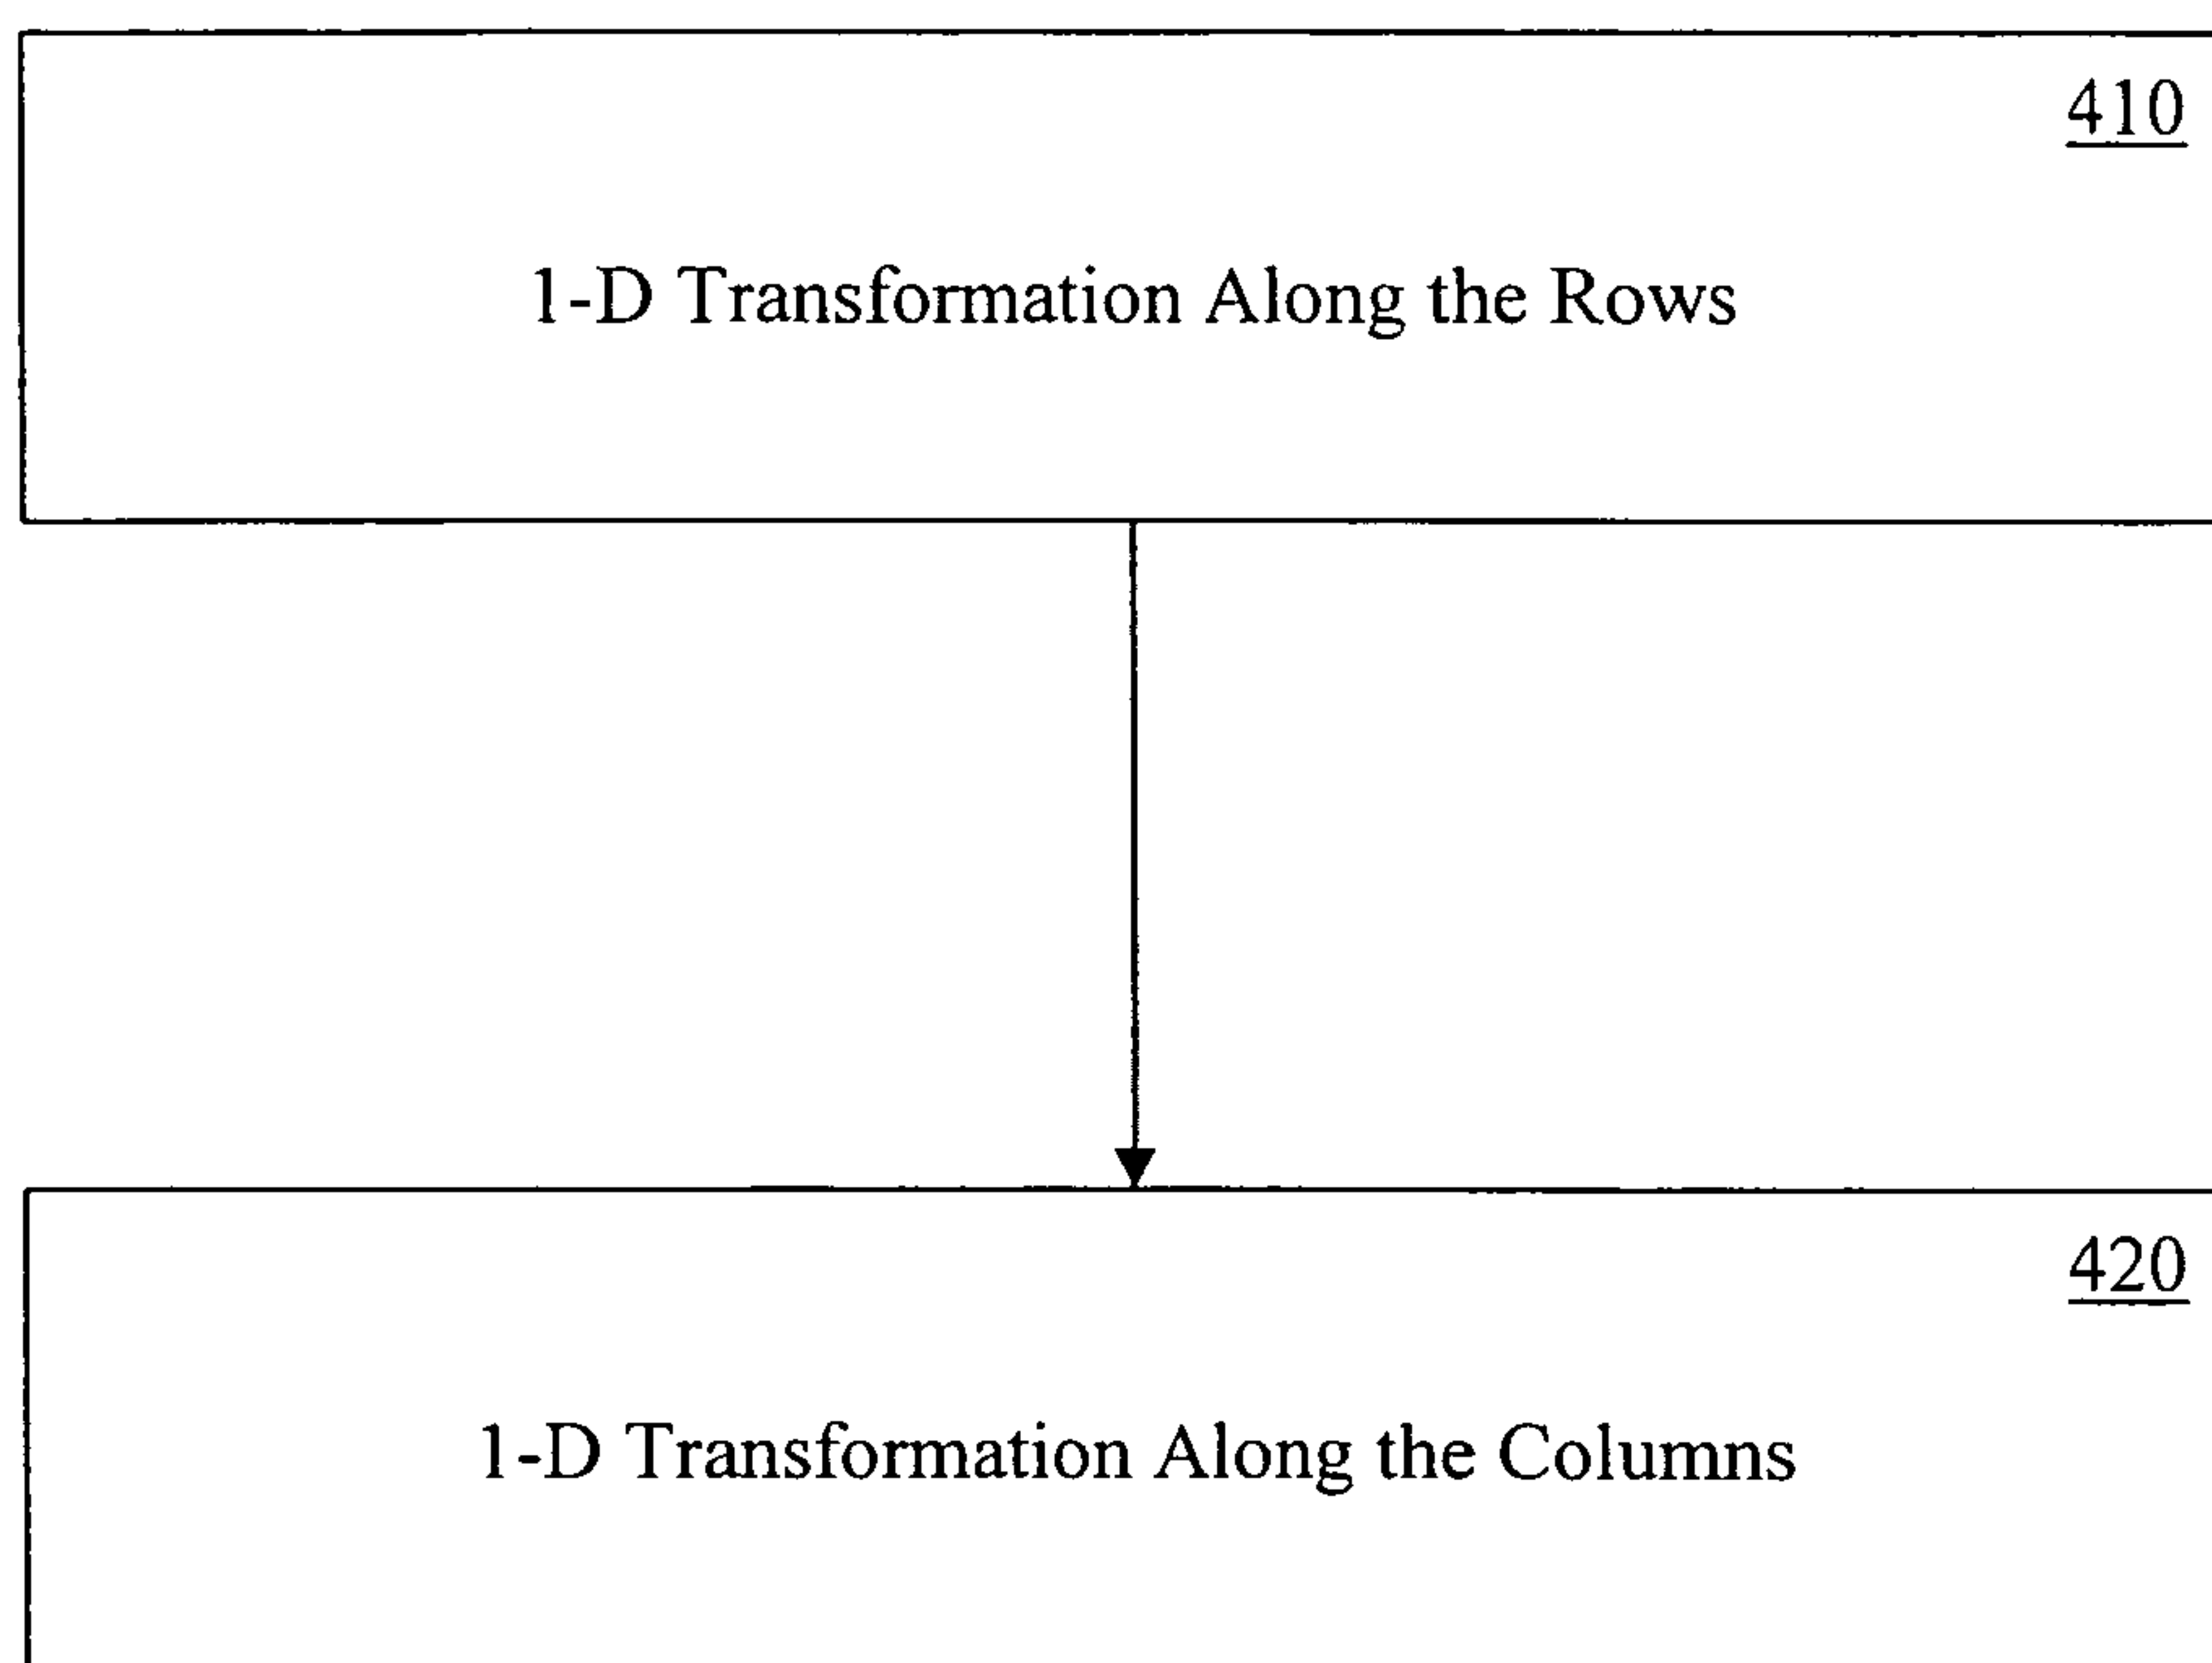 410
1-D Transformation Along the Rows
420
1-D Transformation Along the Columns